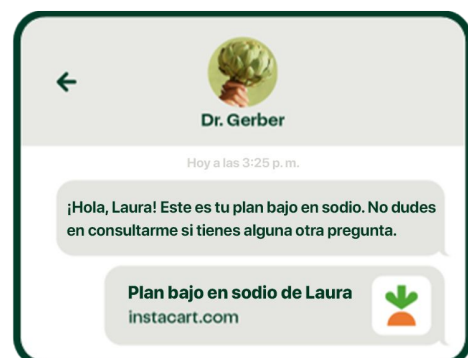 Dr. Gerber
Hoy a las 3:25 p. m.
¡Hola, Laura! Este es tu plan bajo en sodio. No dudes
en consultarme si tienes alguna otra pregunta.
Plan bajo en sodio de Laura
instacart.com